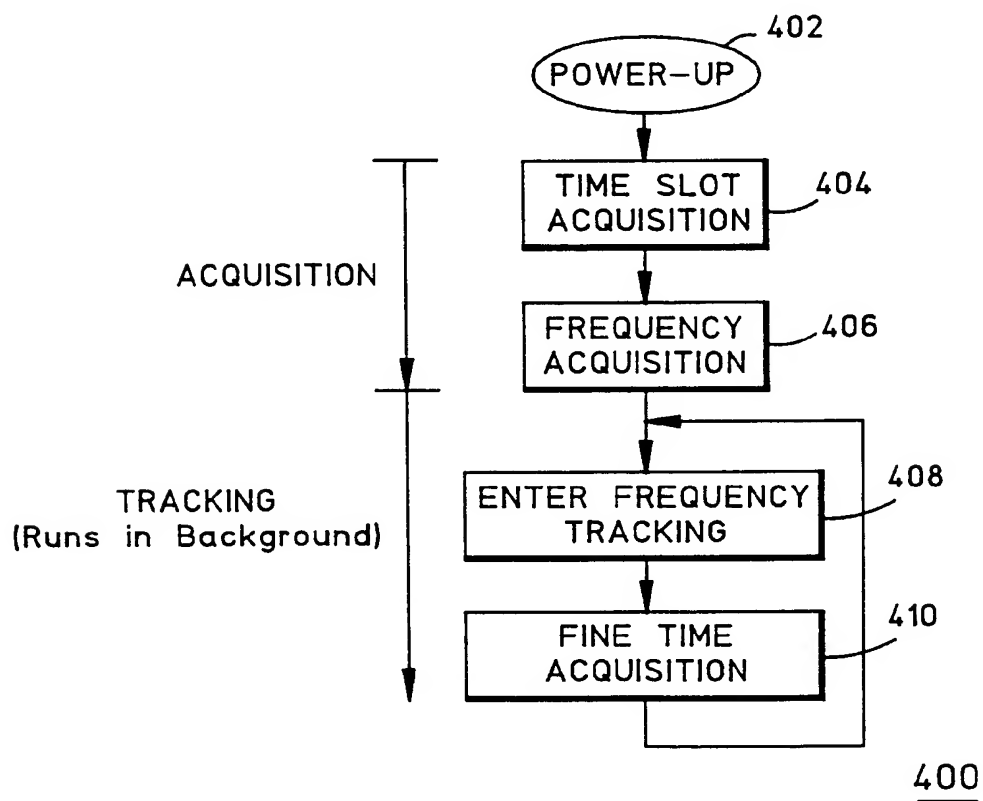 402
POWER-UP
TIME SLOT
ACQUISITION
404
ACQUISITION
FREQUENCY
ACQUISITION
406
TRACKING
(Runs in Background)
ENTER FREQUENCY
TRACKING
408
FINE TIME
ACQUISITION
410
400